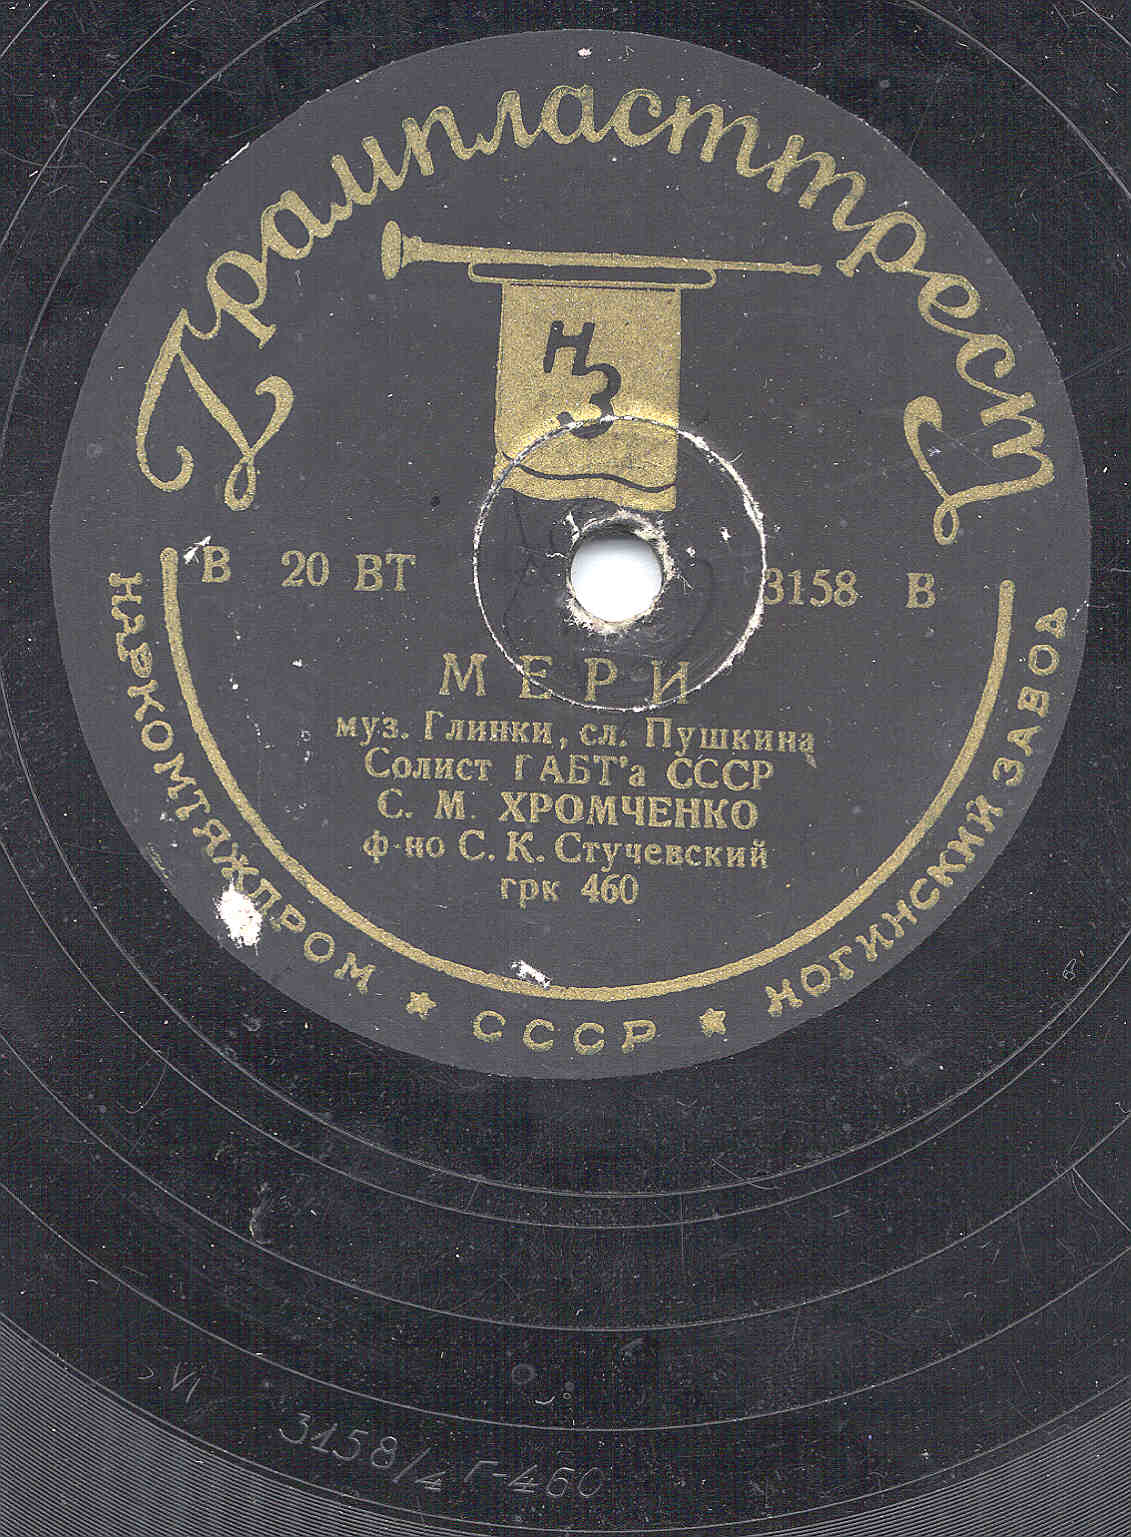 Грампласттрест
НЗ
В 20 ВТ 3158 В
МЕРИ
муз. Глинки, сл. Пушкина
Солист ГАБТ'а СССР
С. М. ХРОМЧЕНКО
ф-но С. К. Стучевский
грк 460
НАРКОМТЯЖПРОМ ★ СССР ★ НОГИНСКИЙ ЗАВОД
VI 3158/4 г-460